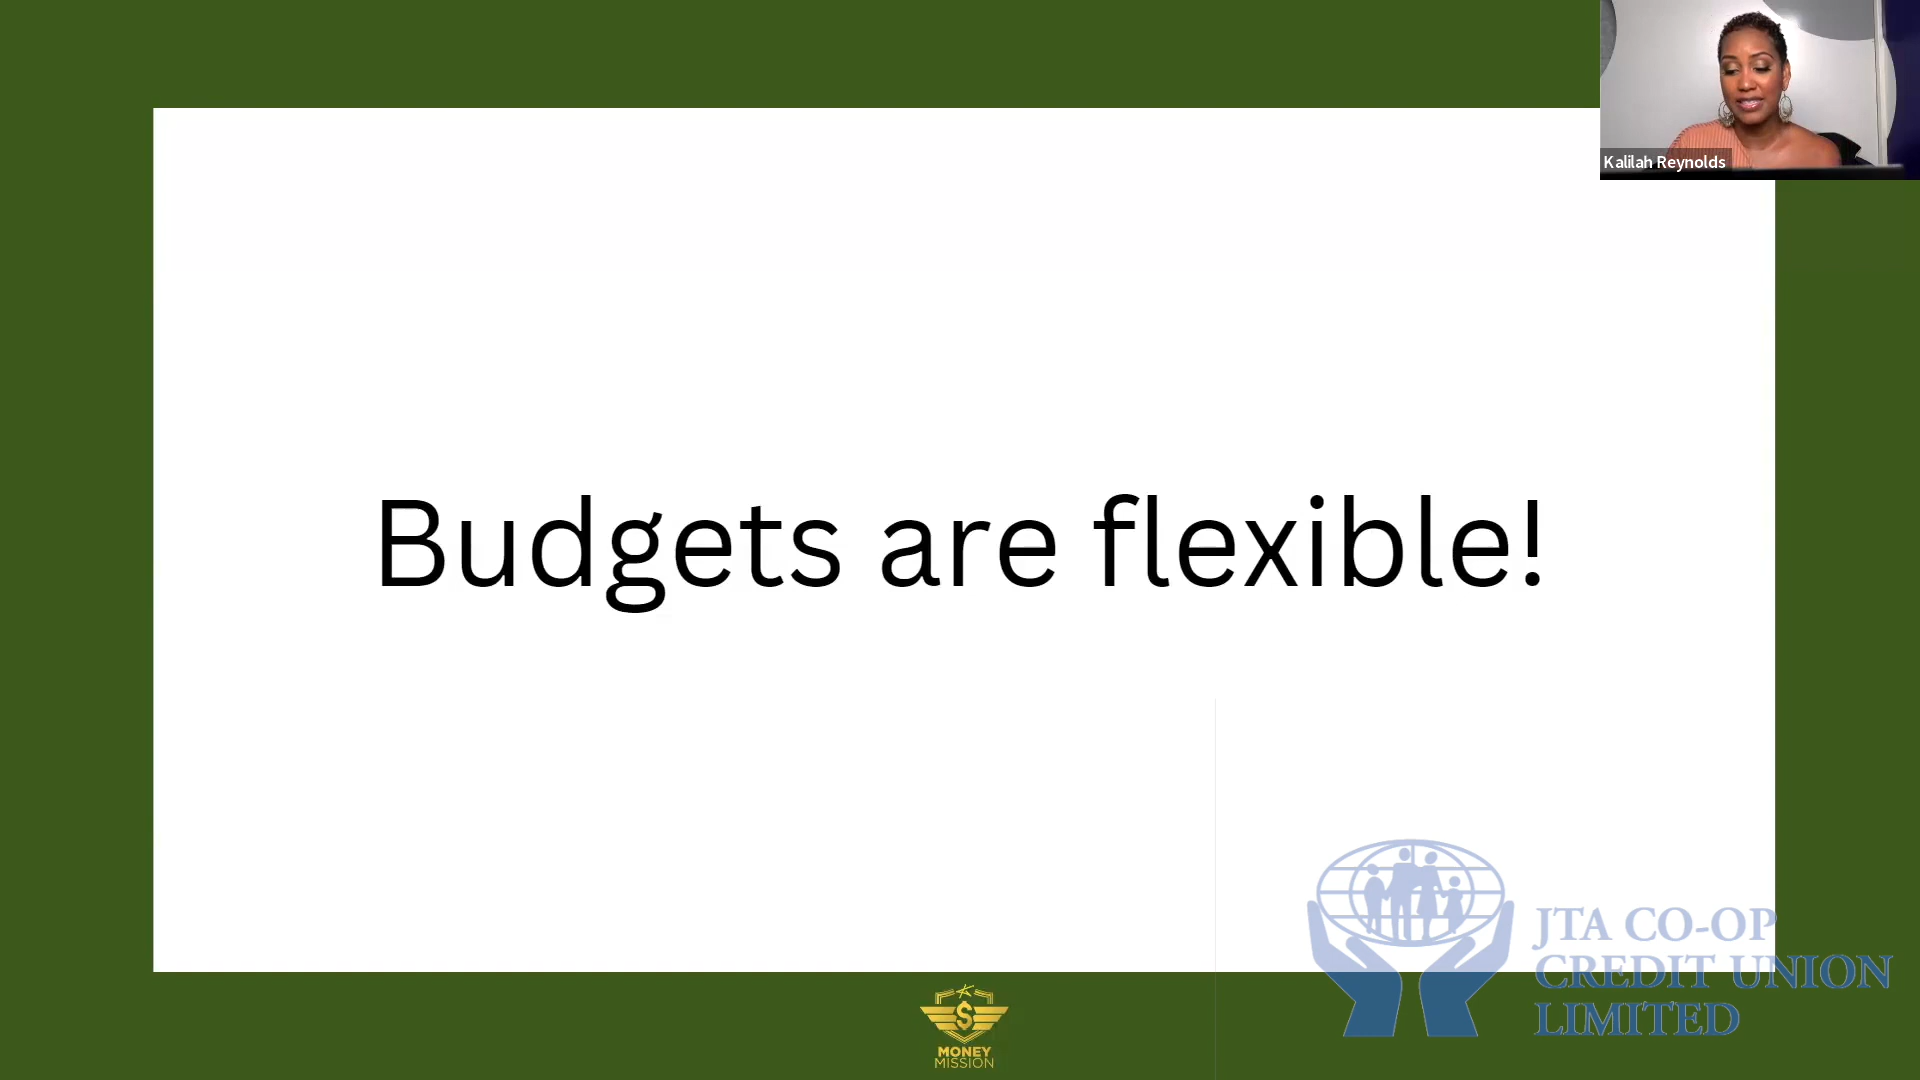 Kalilah Reynolds
Budgets are flexible!
JTA CO-OP
CREDIT UNION
LIMITED
$
MONEY
MISSION